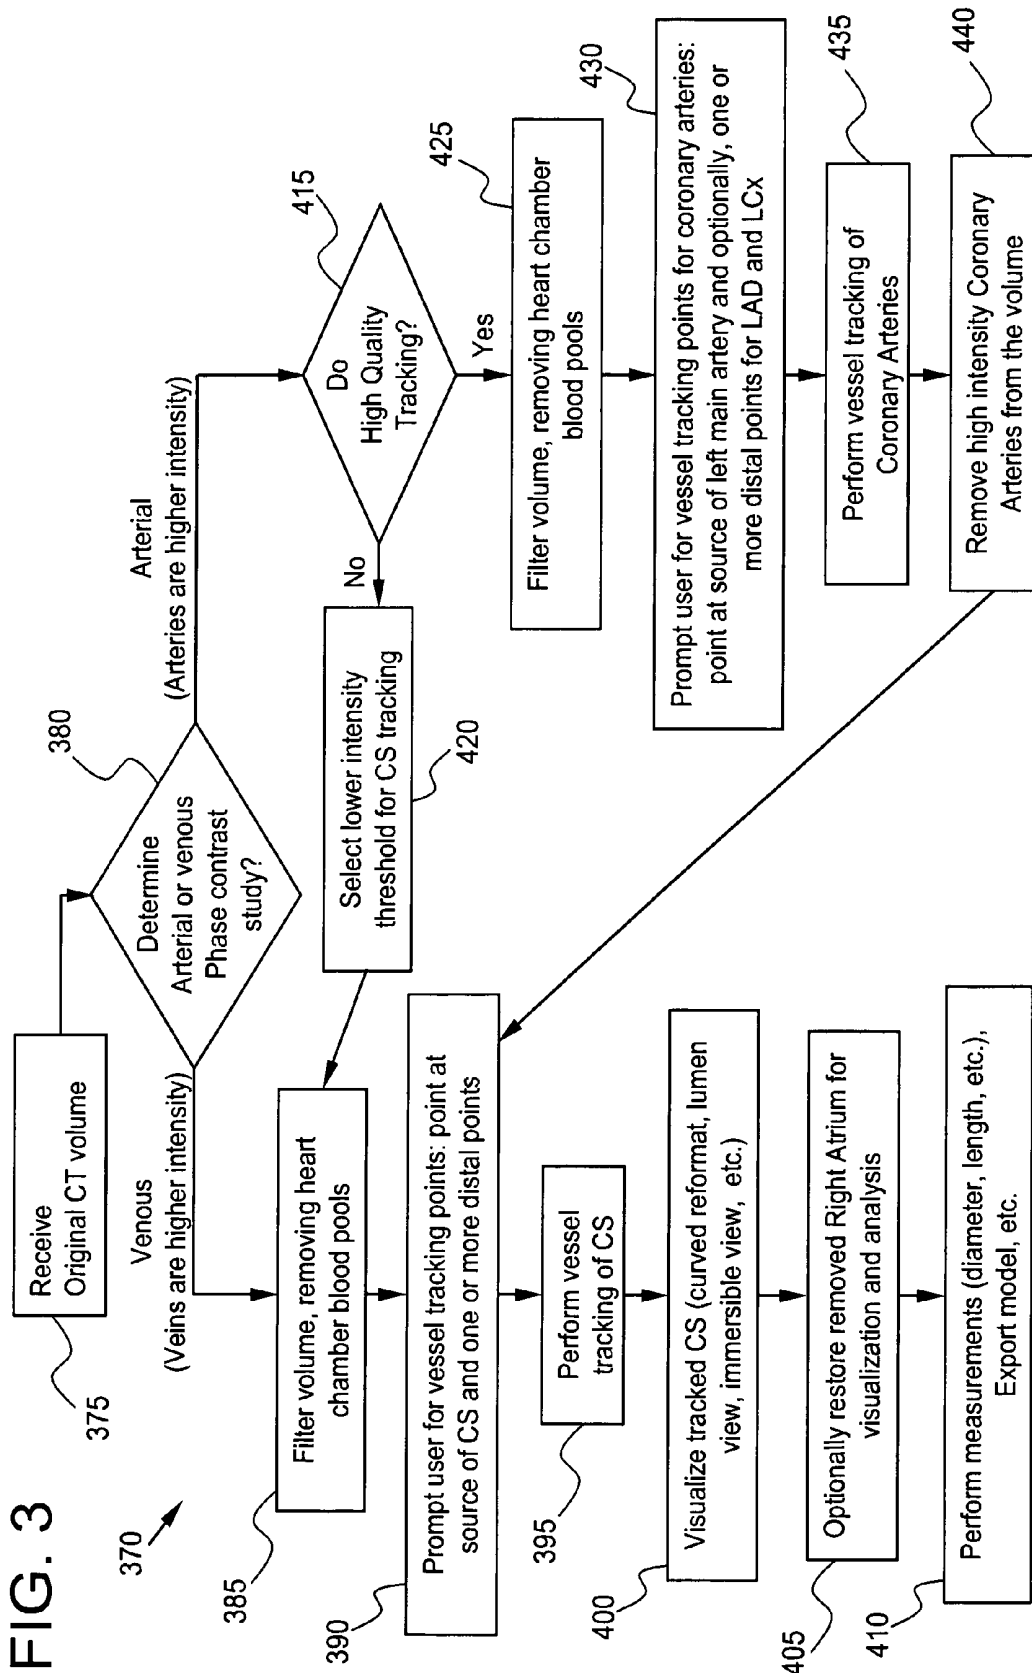 FIG. 3
370
375
Receive
Original CT volume
380
Determine
Arterial or venous
Phase contrast
study?
Venous
(Veins are higher intensity)
Arterial
(Arteries are higher intensity)
385
Filter volume, removing heart
chamber blood pools
390
Prompt user for vessel tracking points: point at
source of CS and one or more distal points
395
Perform vessel
tracking of CS
400
Visualize tracked CS (curved reformat, lumen
view, immersible view, etc.)
405
Optionally restore removed Right Atrium for
visualization and analysis
410
Perform measurements (diameter, length, etc.),
Export model, etc.
415
Do
High Quality
Tracking?
No
Yes
420
Select lower intensity
threshold for CS tracking
425
Filter volume, removing heart chamber
blood pools
430
Prompt user for vessel tracking points for coronary arteries:
point at source of left main artery and optionally, one or
more distal points for LAD and LCx
435
Perform vessel tracking of
Coronary Arteries
440
Remove high intensity Coronary
Arteries from the volume